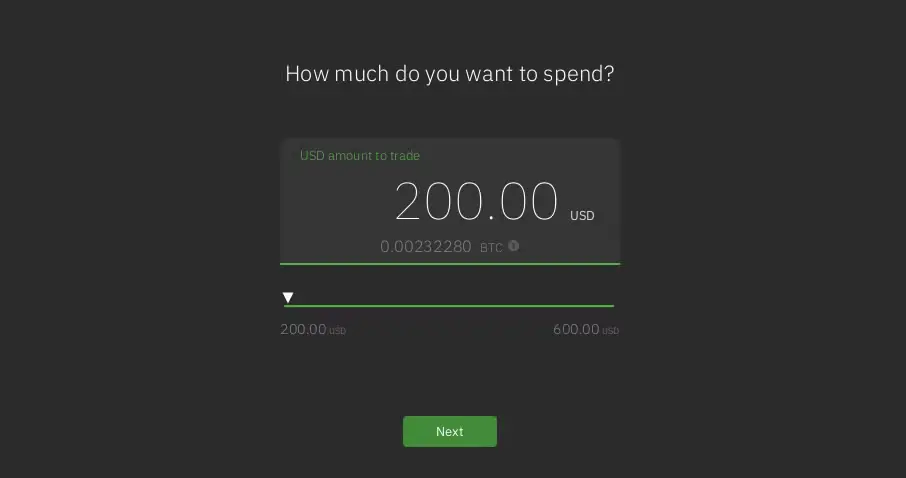 How much do you want to spend?
USD amount to trade
200.00 USD
0.00232280 BTC
200.00 USD 600.00 USD
Next